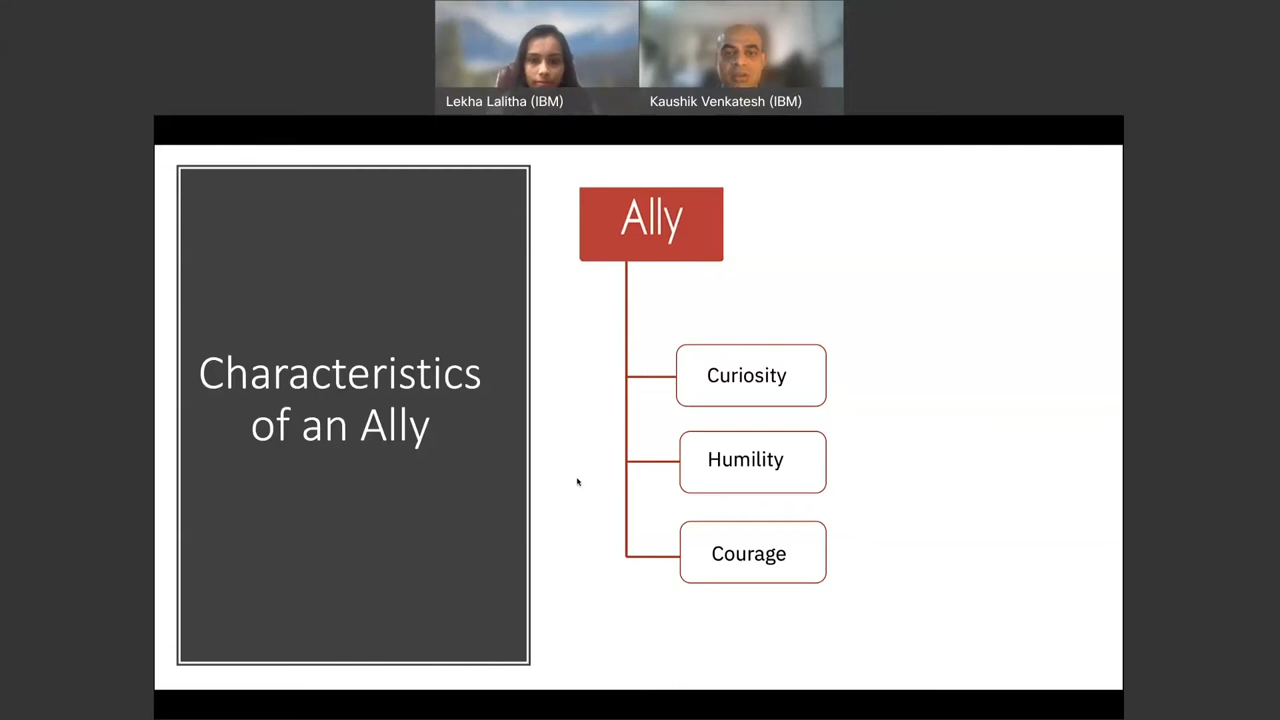 Lekha Lalitha (IBM)
Kaushik Venkatesh (IBM)
Characteristics
of an Ally
Ally
Curiosity
Humility
Courage